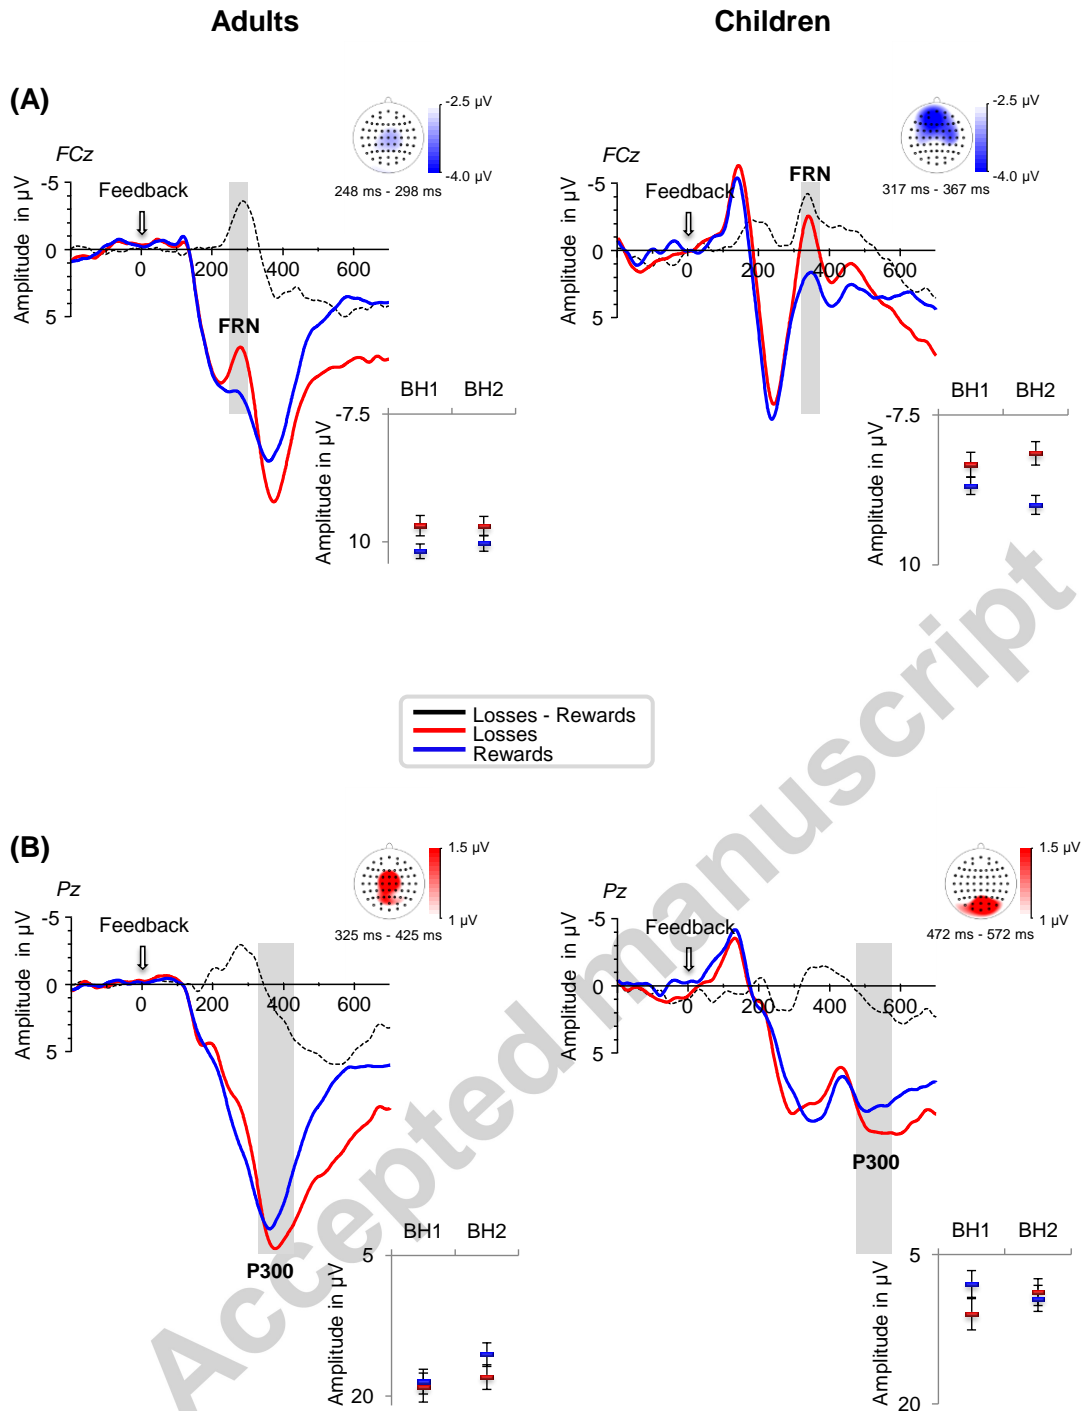 Adults
Children
(A)
-2.5 µV
-4.0 µV
248 ms - 298 ms
FCz
-5
0
5
Amplitude in µV
Feedback
0
200
400
600
FRN
BH1
BH2
-7.5
10
Amplitude in µV
-2.5 µV
-4.0 µV
317 ms - 367 ms
FCz
-5
0
5
Amplitude in µV
Feedback
FRN
0
200
400
600
BH1
BH2
-7.5
10
Amplitude in µV
Losses - Rewards
Losses
Rewards
(B)
1.5 µV
1 µV
325 ms - 425 ms
Pz
-5
0
5
Amplitude in µV
Feedback
0
200
400
600
P300
BH1
BH2
5
20
Amplitude in µV
1.5 µV
1 µV
472 ms - 572 ms
Pz
-5
0
5
Amplitude in µV
Feedback
0
200
400
600
P300
BH1
BH2
5
20
Amplitude in µV
Accepted manuscript